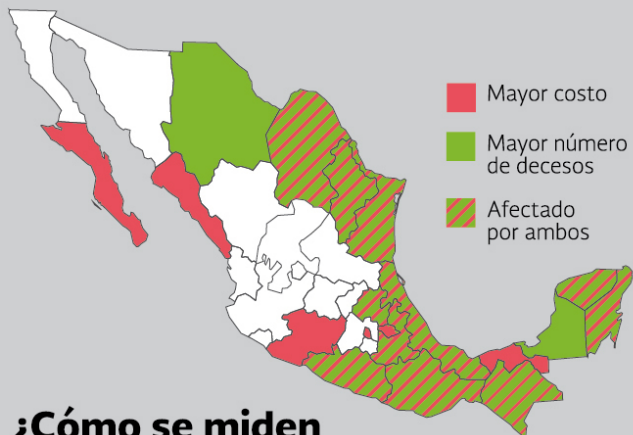 Mayor costo
Mayor número
de decesos
Afectado
por ambos
¿Cómo se miden